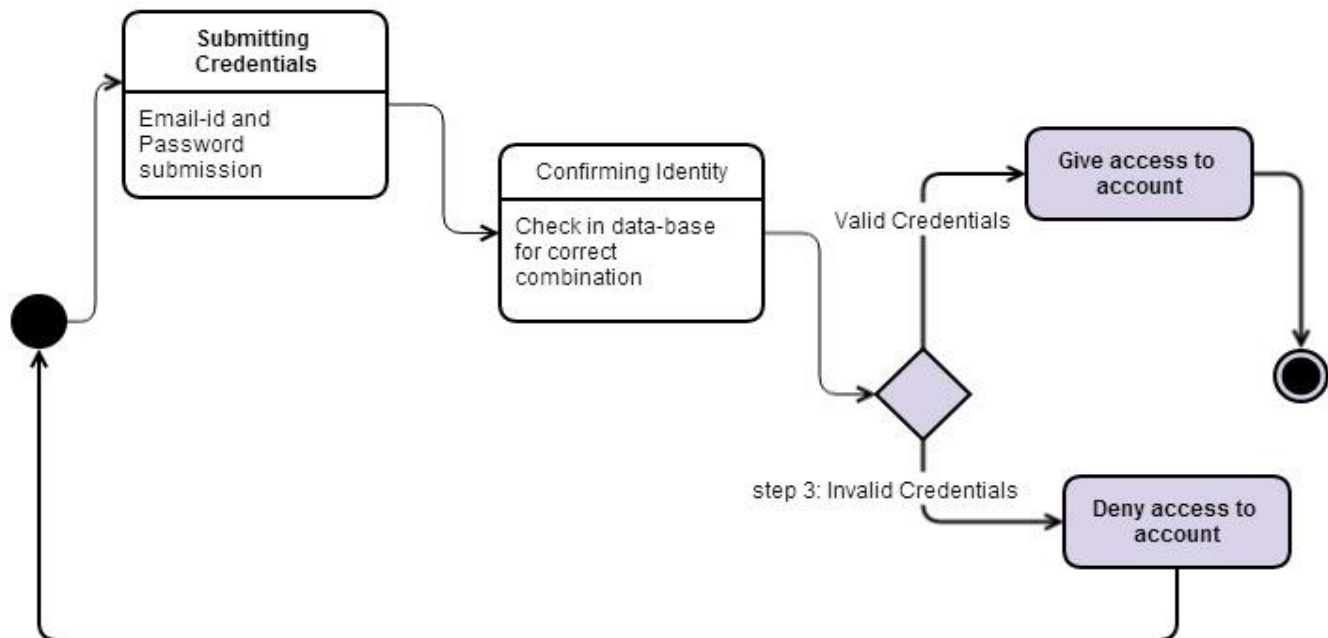 Submitting
Credentials
Email-id and
Password
submission
Confirming Identity
Check in data-base
for correct
combination
Valid Credentials
Give access to
account
step 3: Invalid Credentials
Deny access to
account